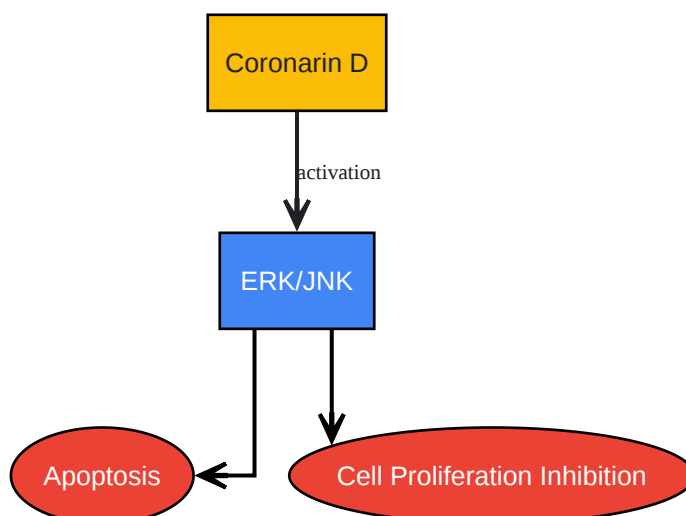 Coronarin D
activation
ERK/JNK
Apoptosis
Cell Proliferation Inhibition